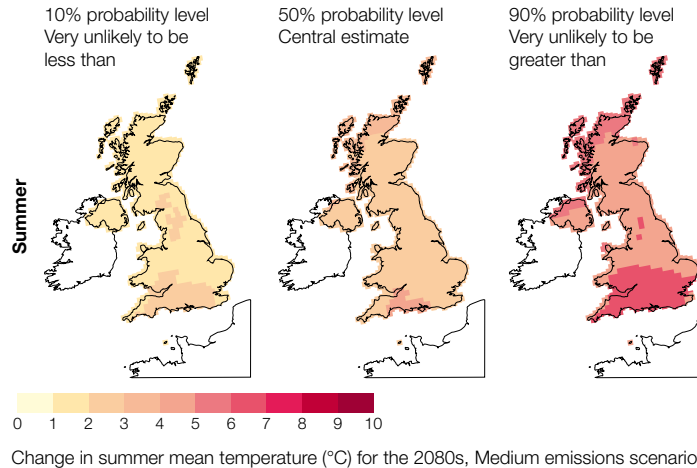 10% probability level
Very unlikely to be
less than
50% probability level
Central estimate
90% probability level
Very unlikely to be
greater than
Summer
0 1 2 3 4 5 6 7 8 9 10
Change in summer mean temperature (°C) for the 2080s, Medium emissions scenario